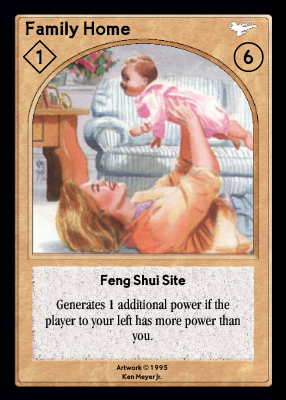 Family Home
1
6
Feng Shui Site
Generates 1 additional power if the
player to your left has more power than
you.
Artwork © 1995
Ken Meyer Jr.